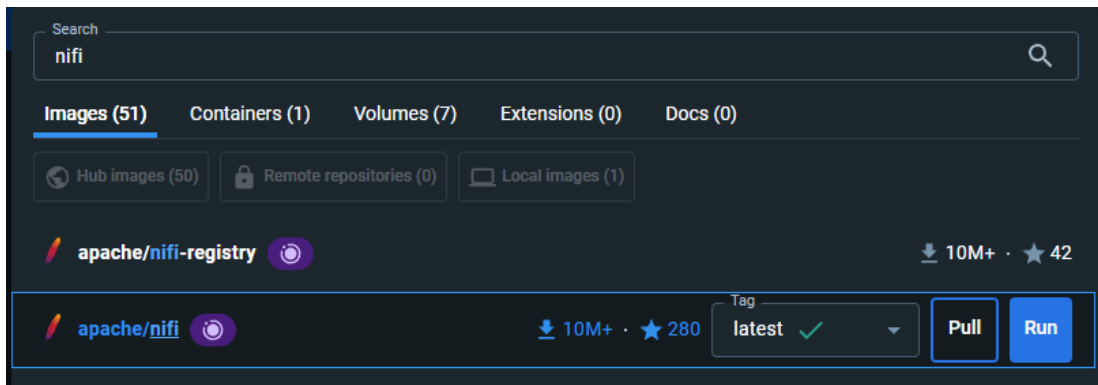 Search
nifi
Images (51) Containers (1) Volumes (7) Extensions (0) Docs (0)
Hub images (50) Remote repositories (0) Local images (1)
apache/nifi-registry 10M+ · 42
Tag
apache/nifi 10M+ · 280 latest Pull Run